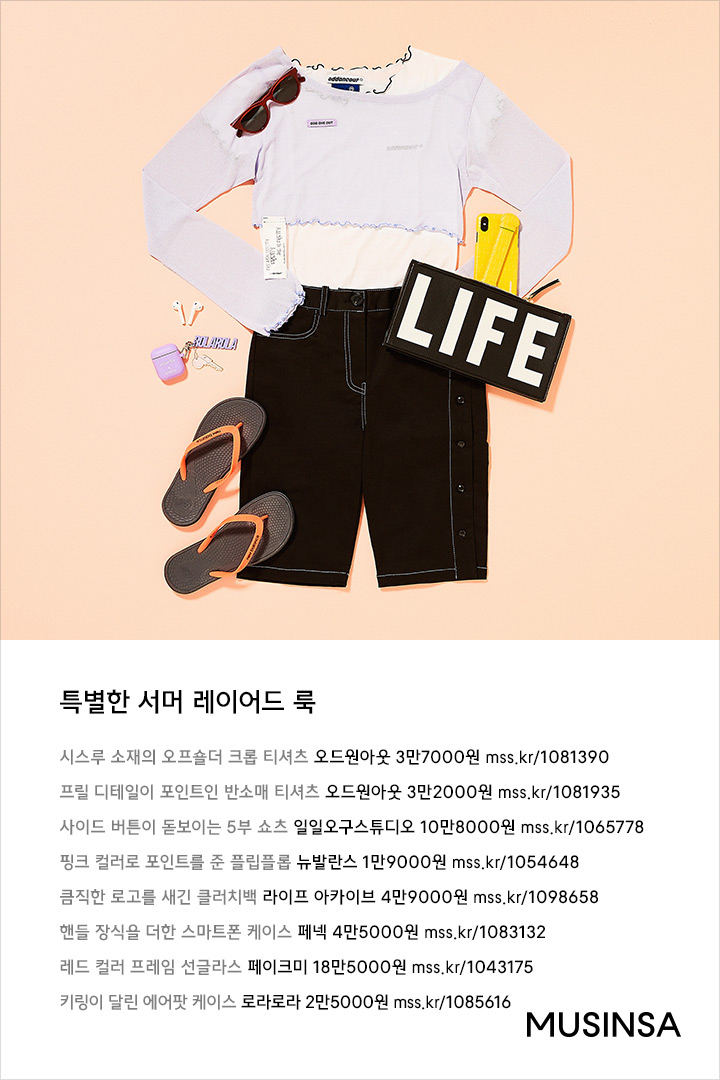 addoneout
ODD ONE OUT
LIFE
ROLAROLA
특별한 서머 레이어드 룩
시스루 소재의 오프숄더 크롭 티셔츠 오드원아웃 3만7000원 mss.kr/1081390
프릴 디테일이 포인트인 반소매 티셔츠 오드원아웃 3만2000원 mss.kr/1081935
사이드 버튼이 돋보이는 5부 쇼츠 일일오구스튜디오 10만8000원 mss.kr/1065778
핑크 컬러로 포인트를 준 플립플롭 뉴발란스 1만9000원 mss.kr/1054648
큼직한 로고를 새긴 클러치백 라이프 아카이브 4만9000원 mss.kr/1098658
핸들 장식을 더한 스마트폰 케이스 페넥 4만5000원 mss.kr/1083132
레드 컬러 프레임 선글라스 페이크미 18만5000원 mss.kr/1043175
키링이 달린 에어팟 케이스 로라로라 2만5000원 mss.kr/1085616
MUSINSA